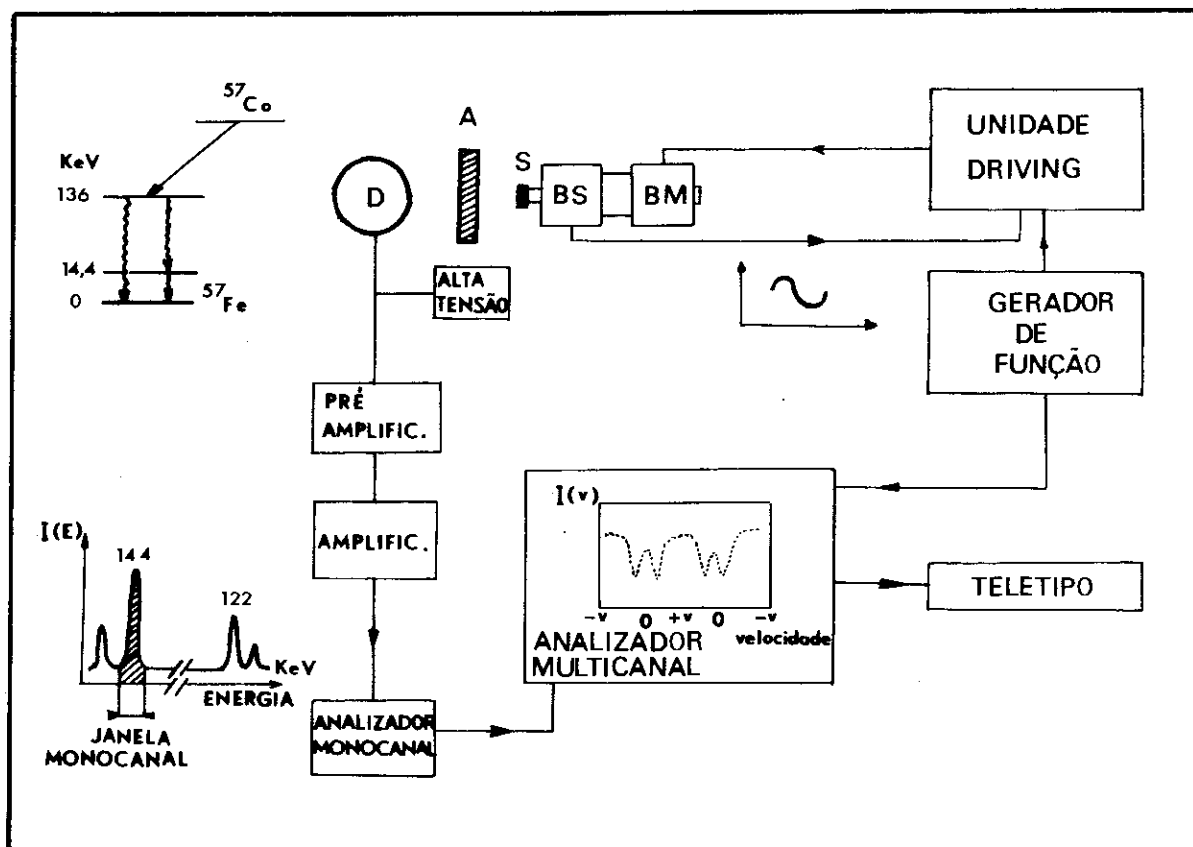 57Co
KeV
136
14,4
0
57Fe
D
A
S
BS
BM
UNIDADE
DRIVING
ALTA
TENSÃO
GERADOR
DE
FUNÇÃO
PRÉ
AMPLIFIC.
AMPLIFIC.
I(v)
-v 0 +v 0 -v
velocidade
ANALIZADOR
MULTICANAL
TELETIPO
I(E)
14 4
122
KeV
ENERGIA
JANELA
MONOCANAL
ANALIZADOR
MONOCANAL